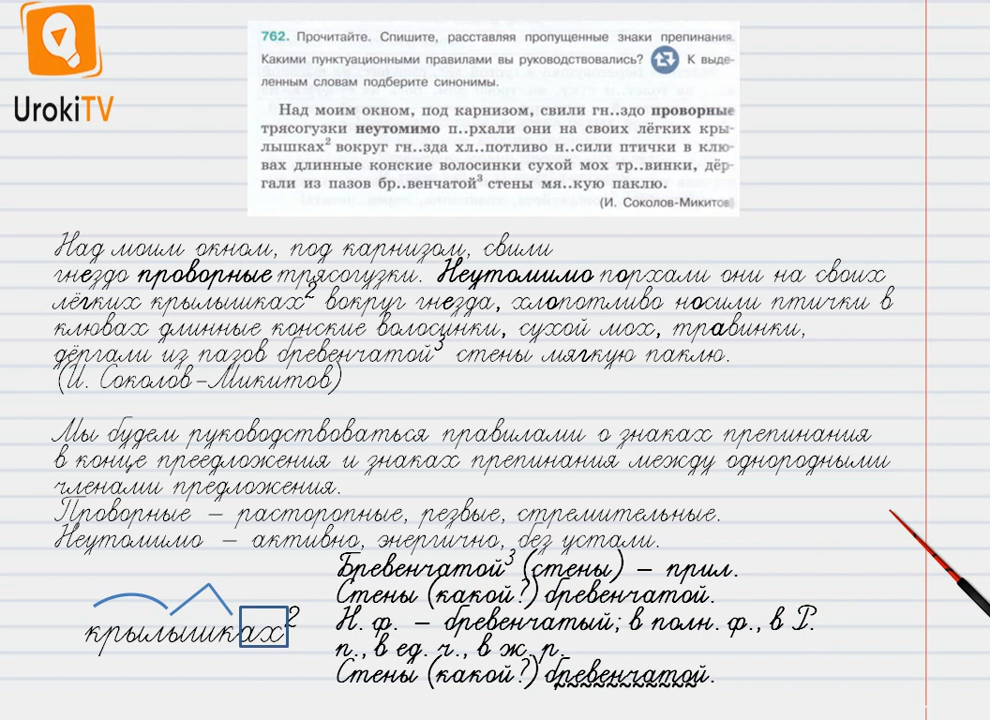 UrokiTV
762. Прочитайте. Спишите, расставляя пропущенные знаки препинания.
Какими пунктуационными правилами вы руководствовались? К выде-
ленным словам подберите синонимы.
Над моим окном, под карнизом, свили гн..здо проворные
трясогузки неутомимо п..рхали они на своих лёгких кры-
лышках² вокруг гн..зда хл..потливо н..сили птички в клю-
вах длинные конские волосинки сухой мох тр..винки, дёр-
гали из пазов бр..венчатой³ стены мя..кую паклю.
(И. Соколов-Микитов)
Над моим окном, под карнизом, свили
гнездо проворные трясогузки. Неутомимо порхали они на своих
лёгких крылышках² вокруг гнезда, хлопотливо носили птички в
клювах длинные конские волосинки, сухой мох, травинки,
дёргали из пазов бревенчатой³ стены мягкую паклю.
(И. Соколов-Микитов)
Мы будем руководствоваться правилами о знаках препинания
в конце преедложения и знаках препинания между однородными
членами предложения.
Проворные – расторопные, резвые, стремительные.
Неутомимо – активно, энергично, без устали.
Бревенчатой³ (стены) – прил.
Стены (какой?) бревенчатой.
Н. ф. – бревенчатый; в полн. ф., в Р.
п., в ед. ч., в ж. р.
Стены (какой?) бревенчатой.
крылышках²